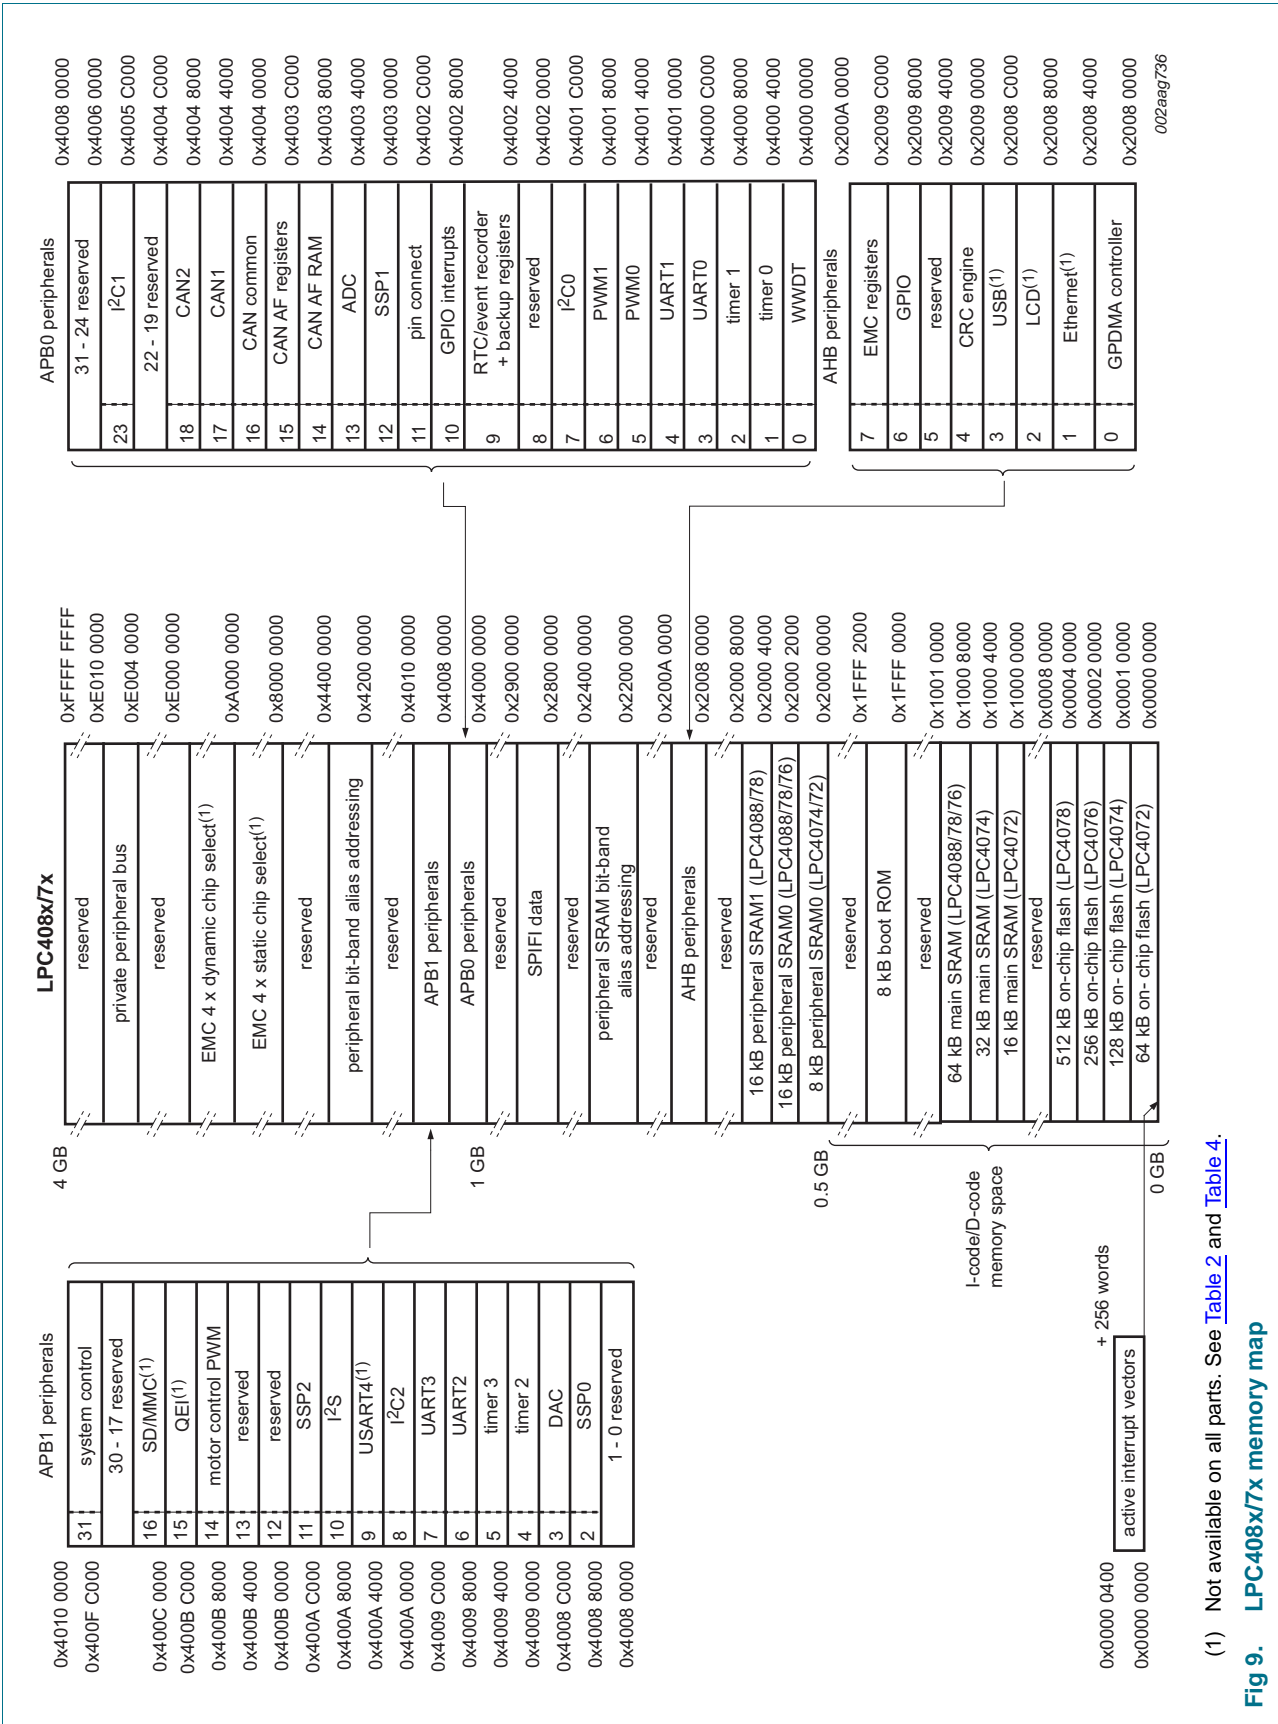 LPC408x/7x
APB1 peripherals
0x4010 0000
31 system control
0x400F C000
30 - 17 reserved
0x400C 0000
16 SD/MMC(1)
0x400B C000
15 QEI(1)
0x400B 8000
14 motor control PWM
0x400B 4000
13 reserved
0x400B 0000
12 reserved
0x400A C000
11 SSP2
0x400A 8000
10 I²S
0x400A 4000
9 USART4(1)
0x400A 0000
8 I²C2
0x4009 C000
7 UART3
0x4009 8000
6 UART2
0x4009 4000
5 timer 3
0x4009 0000
4 timer 2
0x4008 C000
3 DAC
0x4008 8000
2 SSP0
0x4008 0000
1 - 0 reserved
0x0000 0400
0x0000 0000
active interrupt vectors
+ 256 words
4 GB
1 GB
0.5 GB
0 GB
I-code/D-code
memory space
reserved
private peripheral bus
reserved
EMC 4 x dynamic chip select(1)
EMC 4 x static chip select(1)
reserved
peripheral bit-band alias addressing
reserved
APB1 peripherals
APB0 peripherals
reserved
SPIFI data
reserved
peripheral SRAM bit-band
alias addressing
reserved
AHB peripherals
reserved
16 kB peripheral SRAM1 (LPC4088/78)
16 kB peripheral SRAM0 (LPC4088/78/76)
8 kB peripheral SRAM0 (LPC4074/72)
reserved
8 kB boot ROM
reserved
64 kB main SRAM (LPC4088/78/76)
32 kB main SRAM (LPC4074)
16 kB main SRAM (LPC4072)
reserved
512 kB on-chip flash (LPC4078)
256 kB on-chip flash (LPC4076)
128 kB on- chip flash (LPC4074)
64 kB on- chip flash (LPC4072)
0xFFFF FFFF
0xE010 0000
0xE004 0000
0xE000 0000
0xA000 0000
0x8000 0000
0x4400 0000
0x4200 0000
0x4010 0000
0x4008 0000
0x4000 0000
0x2900 0000
0x2800 0000
0x2400 0000
0x2200 0000
0x200A 0000
0x2008 0000
0x2000 8000
0x2000 4000
0x2000 2000
0x2000 0000
0x1FFF 2000
0x1FFF 0000
0x1001 0000
0x1000 8000
0x1000 4000
0x1000 0000
0x0008 0000
0x0004 0000
0x0002 0000
0x0001 0000
0x0000 0000
APB0 peripherals
31 - 24 reserved
23 I²C1
22 - 19 reserved
18 CAN2
17 CAN1
16 CAN common
15 CAN AF registers
14 CAN AF RAM
13 ADC
12 SSP1
11 pin connect
10 GPIO interrupts
9 RTC/event recorder
+ backup registers
8 reserved
7 I²C0
6 PWM1
5 PWM0
4 UART1
3 UART0
2 timer 1
1 timer 0
0 WWDT
0x4008 0000
0x4006 0000
0x4005 C000
0x4004 C000
0x4004 8000
0x4004 4000
0x4004 0000
0x4003 C000
0x4003 8000
0x4003 4000
0x4003 0000
0x4002 C000
0x4002 8000
0x4002 4000
0x4002 0000
0x4001 C000
0x4001 8000
0x4001 4000
0x4001 0000
0x4000 C000
0x4000 8000
0x4000 4000
0x4000 0000
AHB peripherals
7 EMC registers
6 GPIO
5 reserved
4 CRC engine
3 USB(1)
2 LCD(1)
1 Ethernet(1)
0 GPDMA controller
0x200A 0000
0x2009 C000
0x2009 8000
0x2009 4000
0x2009 0000
0x2008 C000
0x2008 8000
0x2008 4000
0x2008 0000
002aag736
(1) Not available on all parts. See Table 2 and Table 4.
Fig 9. LPC408x/7x memory map